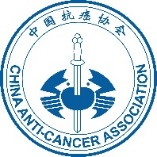 中国抗癌协会
CHINA ANTI-CANCER ASSOCIATION